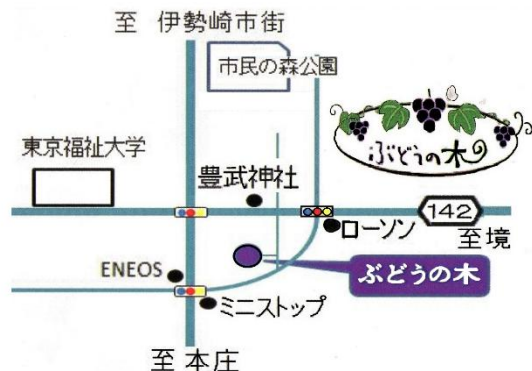 至 伊勢崎市街
市民の森公園
ぶどうの木
東京福祉大学
豊武神社
142
ローソン
至境
ENEOS
ぶどうの木
ミニストップ
至 本庄